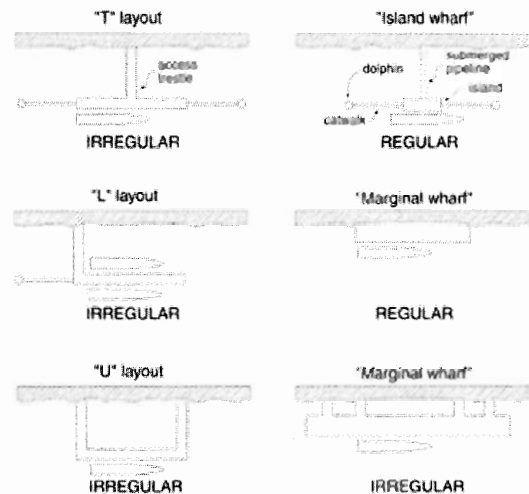 "T" layout
access
trestle
IRREGULAR
"Island wharf"
submerged
pipeline
dolphin
island
catwalk
REGULAR
"L" layout
IRREGULAR
"Marginal wharf"
REGULAR
"U" layout
IRREGULAR
"Marginal wharf"
IRREGULAR